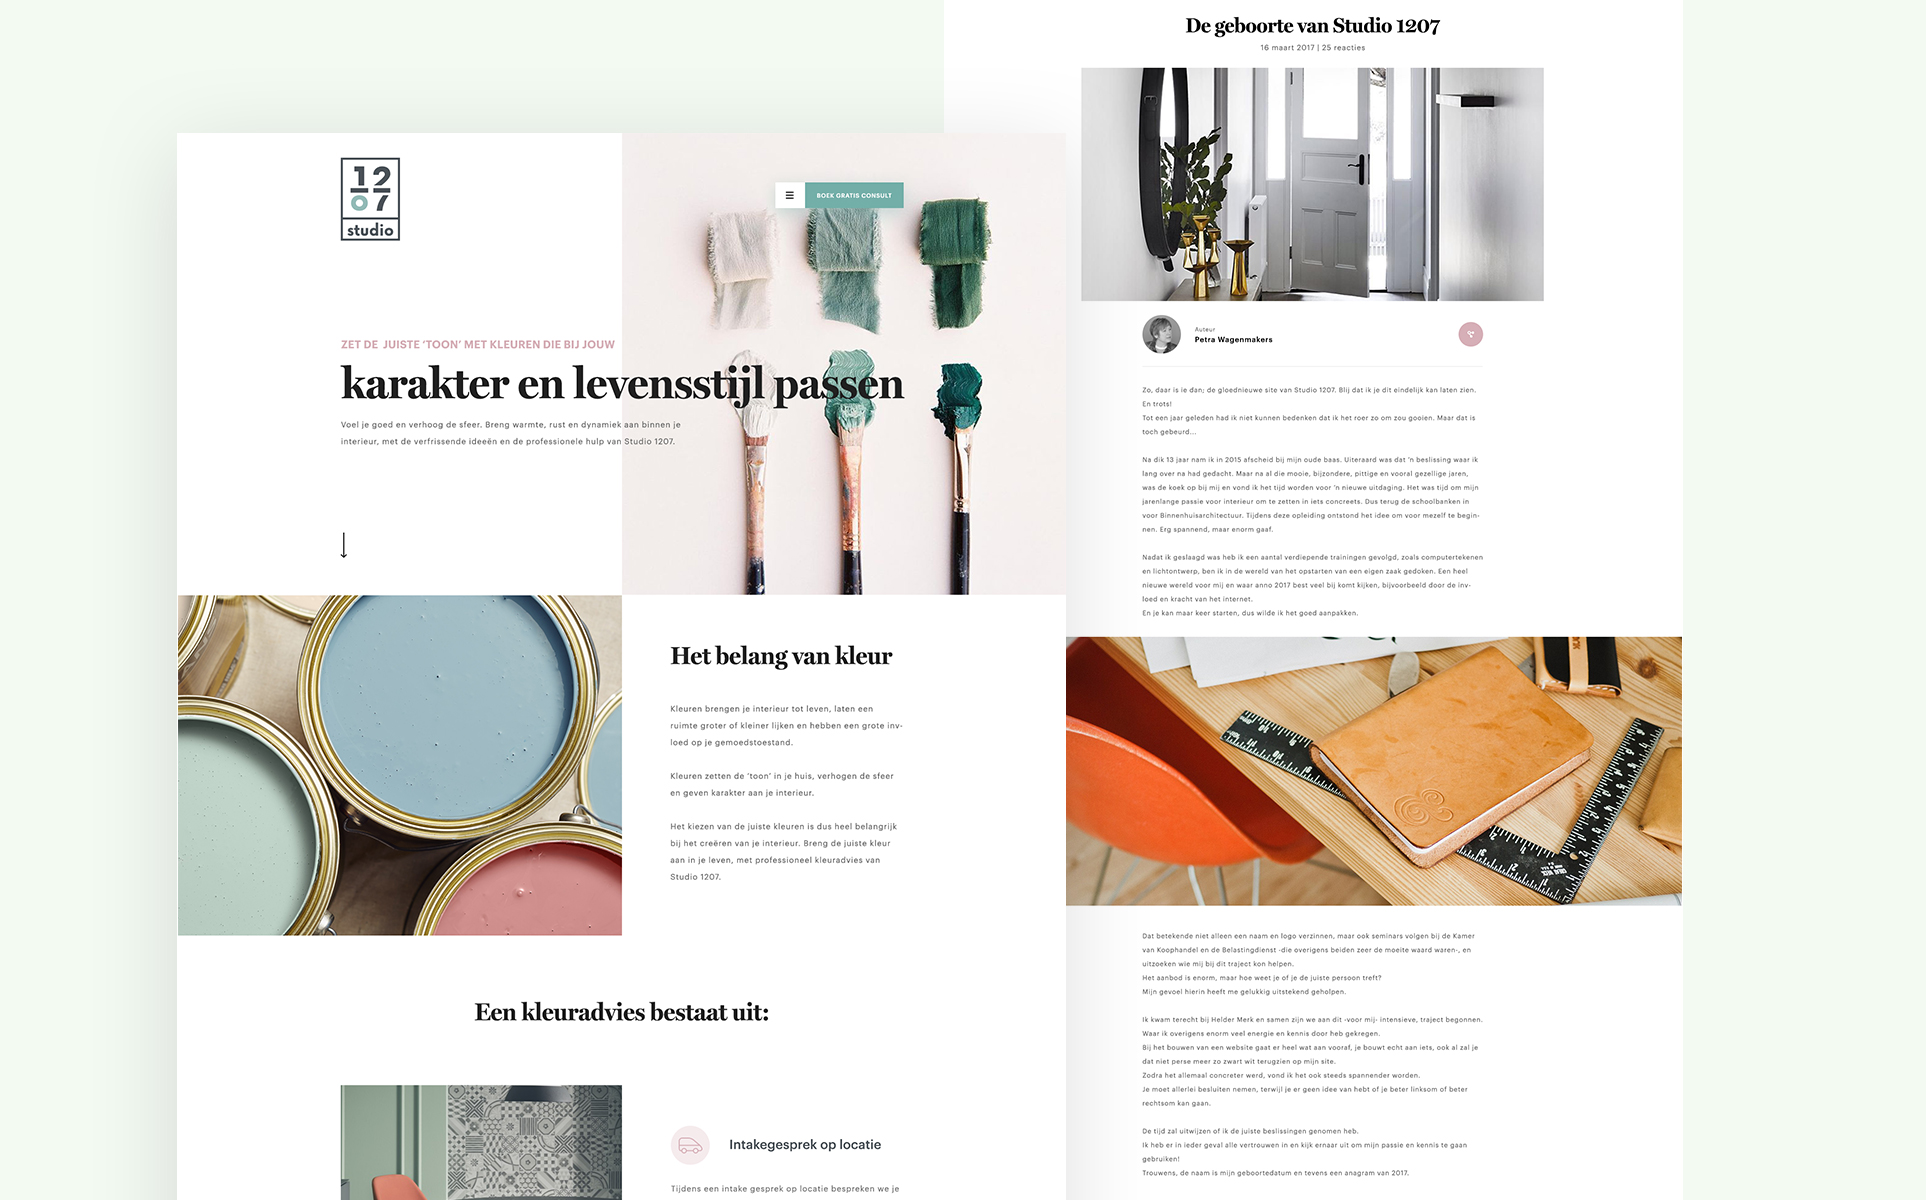 12
07
studio
BOEK GRATIS CONSULT
ZET DE JUISTE ‘TOON’ MET KLEUREN DIE BIJ JOUW
karakter en levensstijl passen
Voel je goed en verhoog de sfeer. Breng warmte, rust en dynamiek aan binnen je
interieur, met de verfrissende ideeën en de professionele hulp van Studio 1207.
Het belang van kleur
Kleuren brengen je interieur tot leven, laten een
ruimte groter of kleiner lijken en hebben een grote inv-
loed op je gemoedstoestand.
Kleuren zetten de ‘toon’ in je huis, verhogen de sfeer
en geven karakter aan je interieur.
Het kiezen van de juiste kleuren is dus heel belangrijk
bij het creëren van je interieur. Breng de juiste kleur
aan in je leven, met professioneel kleuradvies van
Studio 1207.
Een kleuradvies bestaat uit:
Intakegesprek op locatie
Tijdens een intake gesprek op locatie bespreken we je
De geboorte van Studio 1207
16 maart 2017 | 25 reacties
Auteur
Petra Wagenmakers
Zo, daar is ie dan; de gloednieuwe site van Studio 1207. Blij dat ik je dit eindelijk kan laten zien.
En trots!
Tot een jaar geleden had ik niet kunnen bedenken dat ik het roer zo om zou gooien. Maar dat is
toch gebeurd...
Na dik 13 jaar nam ik in 2015 afscheid bij mijn oude baas. Uiteraard was dat ’n beslissing waar ik
lang over na had gedacht. Maar na al die mooie, bijzondere, pittige en vooral gezellige jaren,
was de koek op bij mij en vond ik het tijd worden voor ’n nieuwe uitdaging. Het was tijd om mijn
jarenlange passie voor interieur om te zetten in iets concreets. Dus terug de schoolbanken in
voor Binnenhuisarchitectuur. Tijdens deze opleiding ontstond het idee om voor mezelf te begin-
nen. Erg spannend, maar enorm gaaf.
Nadat ik geslaagd was heb ik een aantal verdiepende trainingen gevolgd, zoals computertekenen
en lichtontwerp, ben ik in de wereld van het opstarten van een eigen zaak gedoken. Een heel
nieuwe wereld voor mij en waar anno 2017 best veel bij komt kijken, bijvoorbeeld door de inv-
loed en kracht van het internet.
En je kan maar keer starten, dus wilde ik het goed aanpakken.
Dat betekende niet alleen een naam en logo verzinnen, maar ook seminars volgen bij de Kamer
van Koophandel en de Belastingdienst -die overigens beiden zeer de moeite waard waren-, en
uitzoeken wie mij bij dit traject kon helpen.
Het aanbod is enorm, maar hoe weet je of je de juiste persoon treft?
Mijn gevoel hierin heeft me gelukkig uitstekend geholpen.
Ik kwam terecht bij Helder Merk en samen zijn we aan dit -voor mij- intensieve, traject begonnen.
Waar ik overigens enorm veel energie en kennis door heb gekregen.
Bij het bouwen van een website gaat er heel wat aan vooraf, je bouwt echt aan iets, ook al zal je
dat niet perse meer zo zwart wit terugzien op mijn site.
Zodra het allemaal concreter werd, vond ik het ook steeds spannender worden.
Je moet allerlei besluiten nemen, terwijl je er geen idee van hebt of je beter linksom of beter
rechtsom kan gaan.
De tijd zal uitwijzen of ik de juiste beslissingen genomen heb.
Ik heb er in ieder geval alle vertrouwen in en kijk ernaar uit om mijn passie en kennis te gaan
gebruiken!
Trouwens, de naam is mijn geboortedatum en tevens een anagram van 2017.